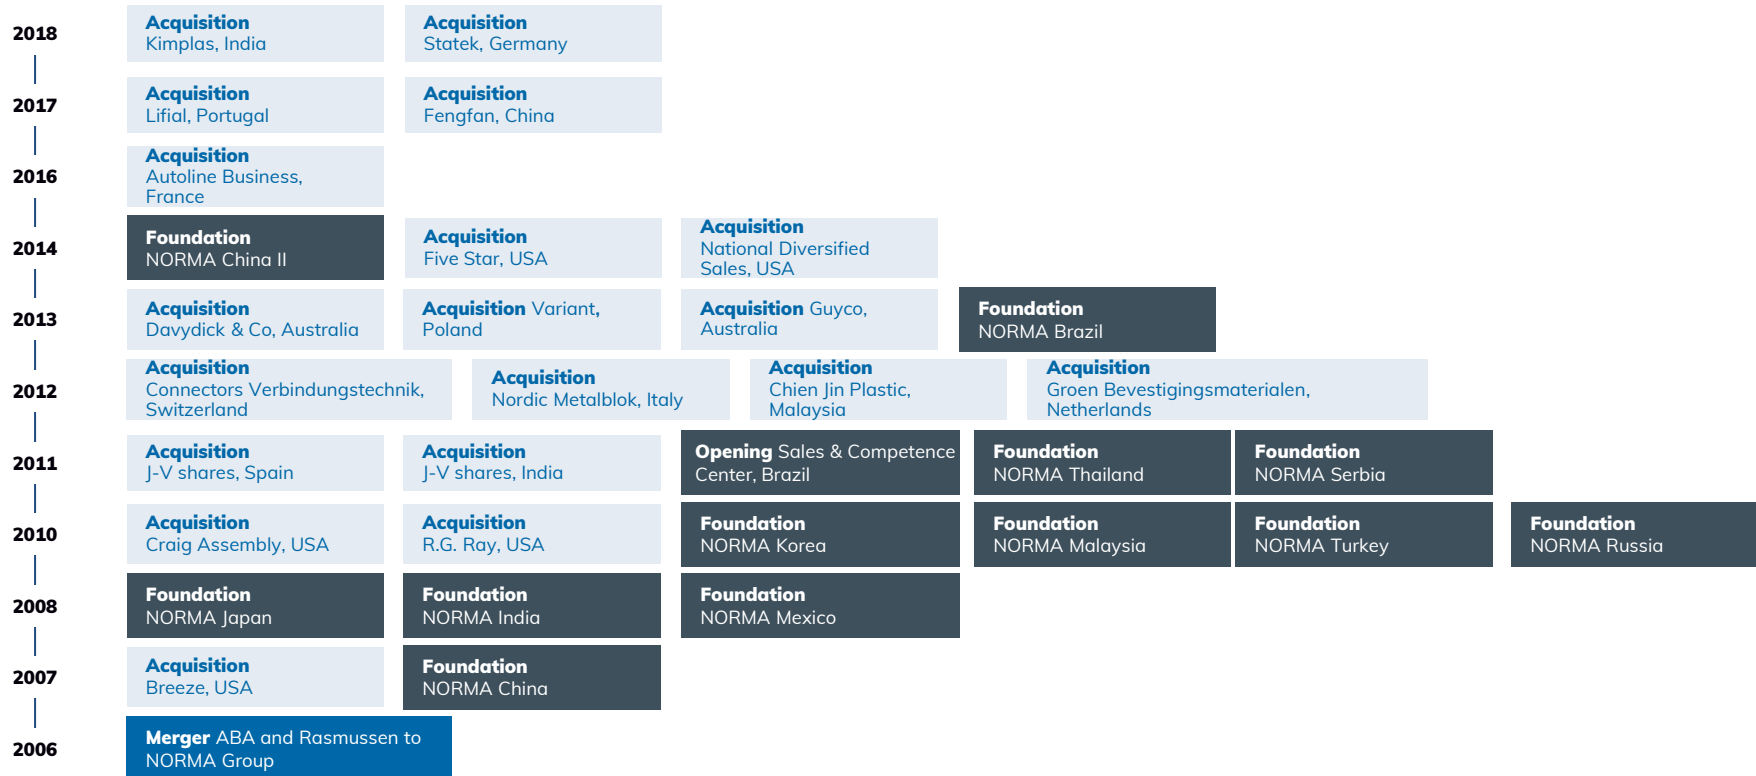 2018
Acquisition
Kimplas, India
Acquisition
Statek, Germany
2017
Acquisition
Lifial, Portugal
Acquisition
Fengfan, China
2016
Acquisition
Autoline Business,
France
2014
Foundation
NORMA China II
Acquisition
Five Star, USA
Acquisition
National Diversified
Sales, USA
2013
Acquisition
Davydick & Co, Australia
Acquisition Variant,
Poland
Acquisition Guyco,
Australia
Foundation
NORMA Brazil
2012
Acquisition
Connectors Verbindungstechnik,
Switzerland
Acquisition
Nordic Metalblok, Italy
Acquisition
Chien Jin Plastic,
Malaysia
Acquisition
Groen Bevestigingsmaterialen,
Netherlands
2011
Acquisition
J-V shares, Spain
Acquisition
J-V shares, India
Opening Sales & Competence
Center, Brazil
Foundation
NORMA Thailand
Foundation
NORMA Serbia
2010
Acquisition
Craig Assembly, USA
Acquisition
R.G. Ray, USA
Foundation
NORMA Korea
Foundation
NORMA Malaysia
Foundation
NORMA Turkey
Foundation
NORMA Russia
2008
Foundation
NORMA Japan
Foundation
NORMA India
Foundation
NORMA Mexico
2007
Acquisition
Breeze, USA
Foundation
NORMA China
2006
Merger ABA and Rasmussen to
NORMA Group